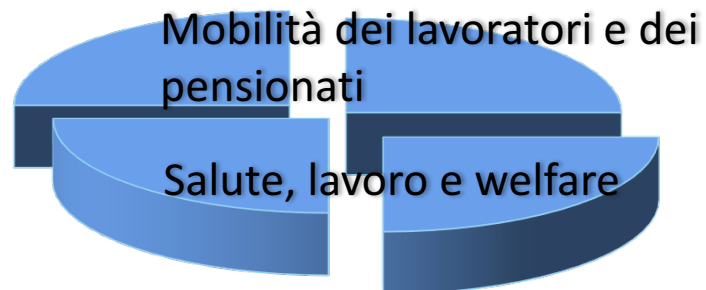 Mobilità dei lavoratori e dei
pensionati
Salute, lavoro e welfare